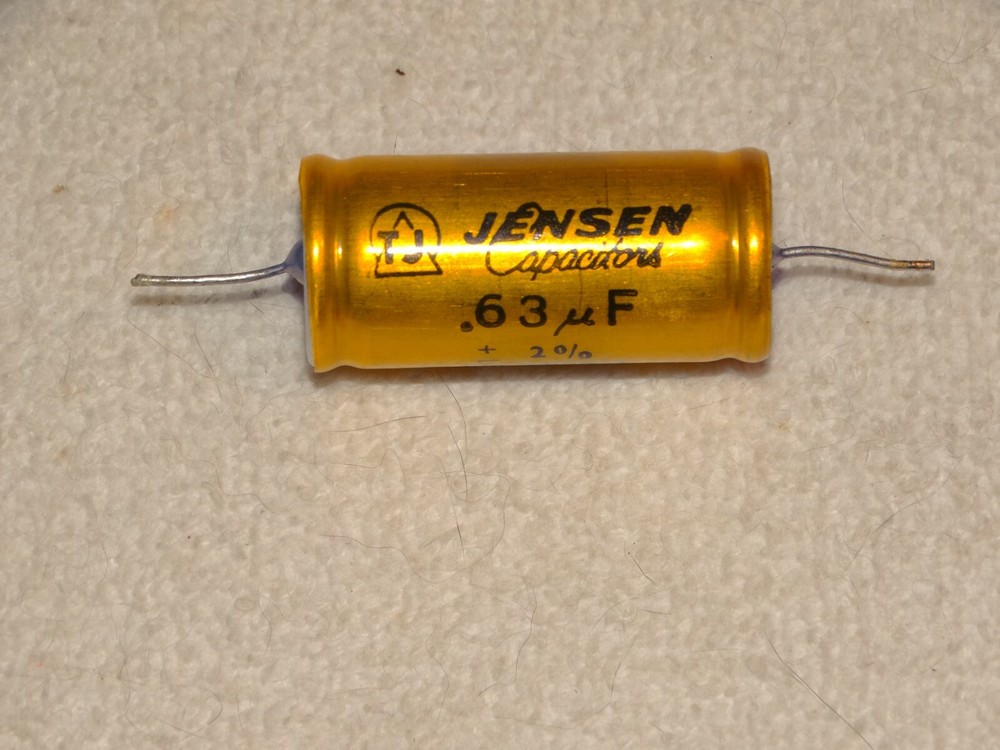 TJ
JENSEN
Capacitors
.63 µF
± 2%